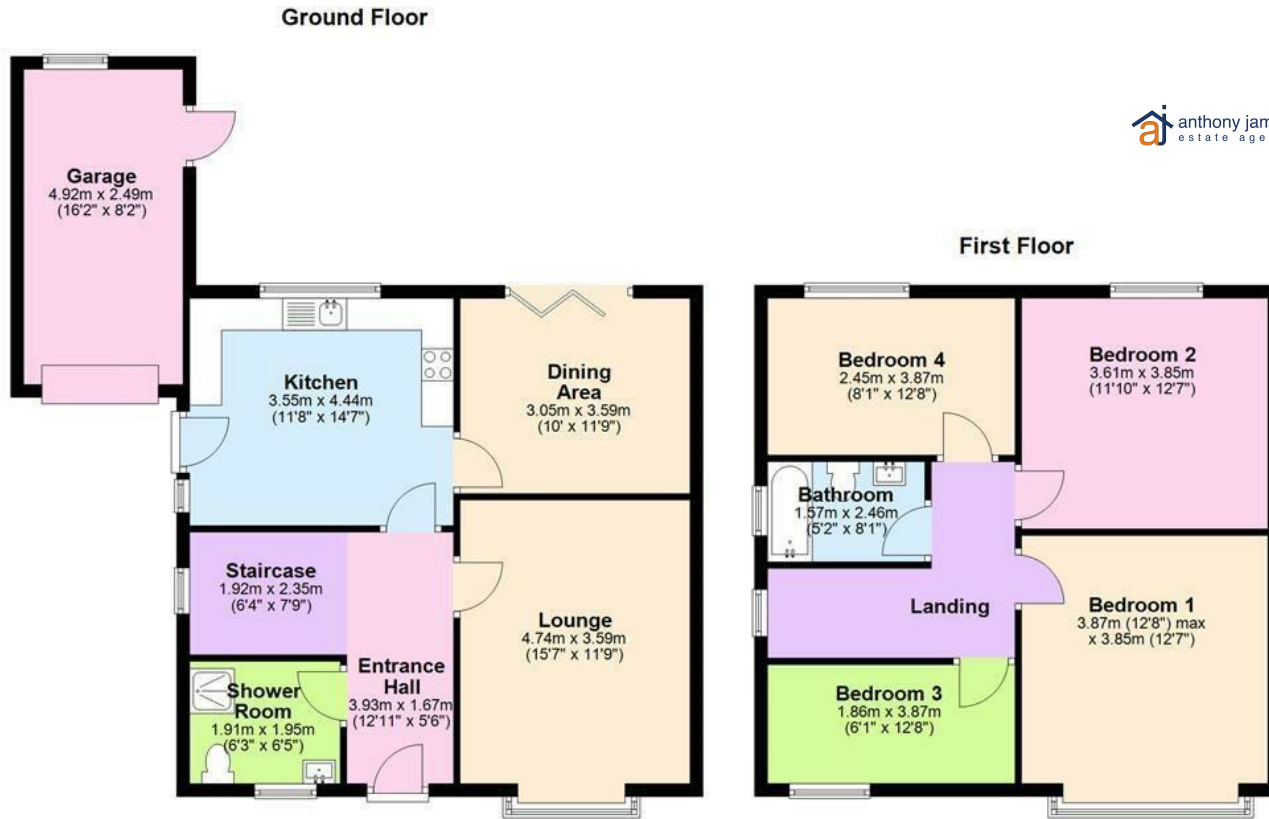 Ground Floor
anthony jam
estate age
Garage
4.92m x 2.49m
(16'2" x 8'2")
First Floor
Kitchen
3.55m x 4.44m
(11'8" x 14'7")
Dining
Area
3.05m x 3.59m
(10' x 11'9")
Bedroom 4
2.45m x 3.87m
(8'1" x 12'8")
Bedroom 2
3.61m x 3.85m
(11'10" x 12'7")
Bathroom
1.57m x 2.46m
(5'2" x 8'1")
Staircase
1.92m x 2.35m
(6'4" x 7'9")
Lounge
4.74m x 3.59m
(15'7" x 11'9")
Landing
Bedroom 1
3.87m (12'8") max
x 3.85m (12'7")
Entrance
Hall
3.93m x 1.67m
(12'11" x 5'6")
Shower
Room
1.91m x 1.95m
(6'3" x 6'5")
Bedroom 3
1.86m x 3.87m
(6'1" x 12'8")